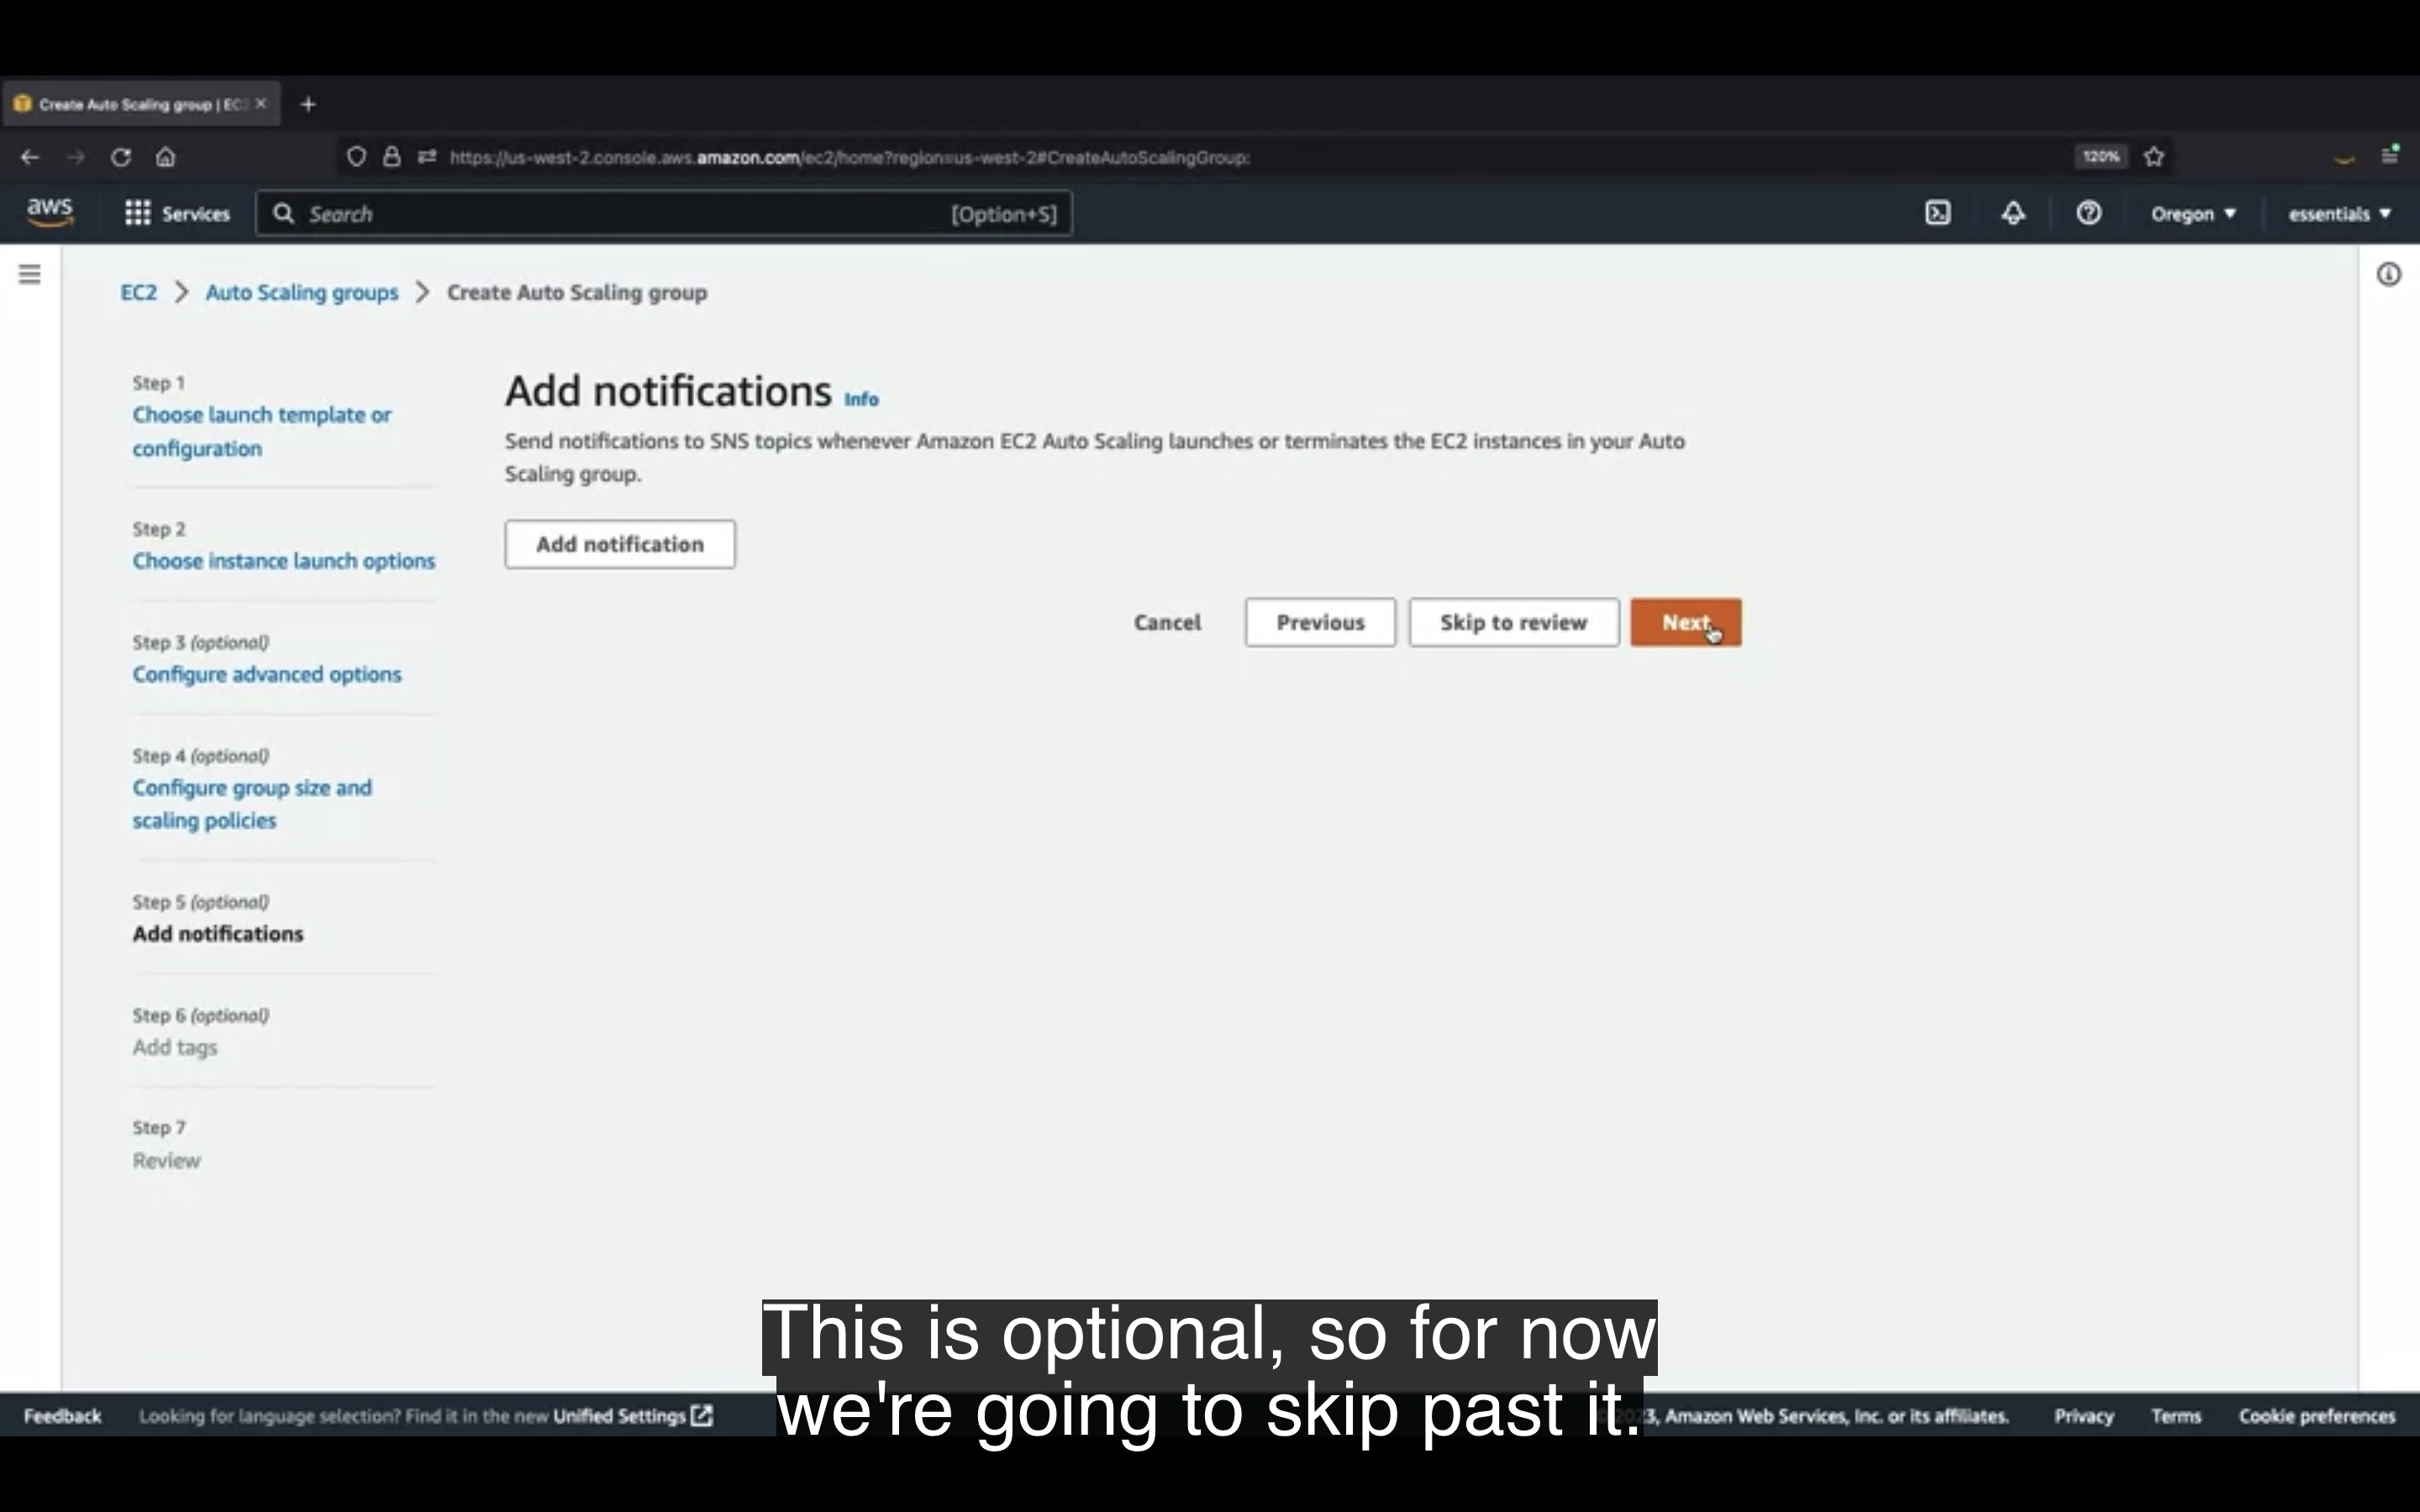 Create Auto Scaling group | EC
https://us-west-2.console.aws.amazon.com/ec2/home?region=us-west-2#CreateAutoScalingGroup:
120%
aws
Services
Search
[Option+S]
Oregon
essentials
EC2 > Auto Scaling groups > Create Auto Scaling group
Step 1
Choose launch template or
configuration
Step 2
Choose instance launch options
Step 3 (optional)
Configure advanced options
Step 4 (optional)
Configure group size and
scaling policies
Step 5 (optional)
Add notifications
Step 6 (optional)
Add tags
Step 7
Review
Add notifications Info
Send notifications to SNS topics whenever Amazon EC2 Auto Scaling launches or terminates the EC2 instances in your Auto
Scaling group.
Add notification
Cancel
Previous
Skip to review
Next
This is optional, so for now
we're going to skip past it.
Feedback
Looking for language selection? Find it in the new Unified Settings
3, Amazon Web Services, Inc. or its affiliates.
Privacy
Terms
Cookie preferences